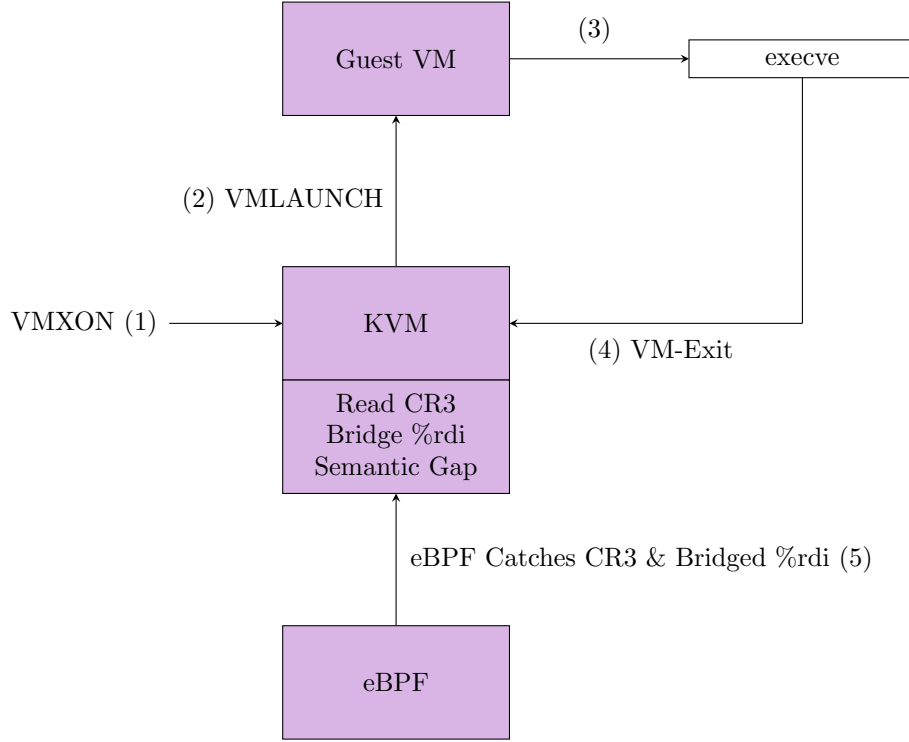 Guest VM
(3)
execve
(2) VMLAUNCH
VMXON (1)
KVM
(4) VM-Exit
Read CR3
Bridge %rdi
Semantic Gap
eBPF Catches CR3 & Bridged %rdi (5)
eBPF